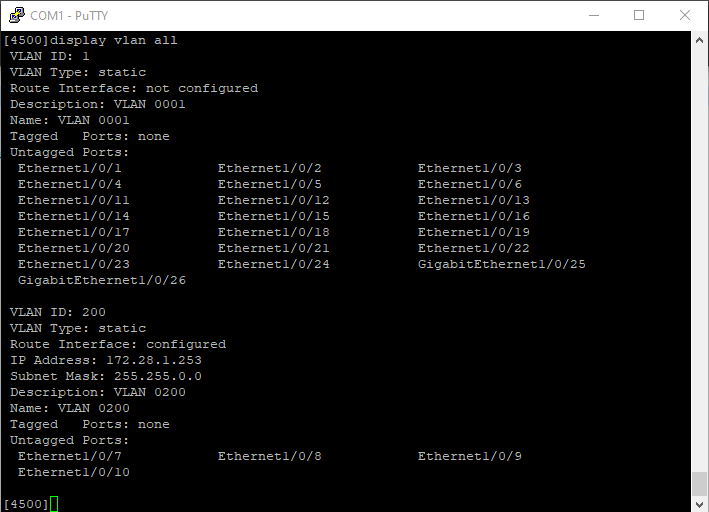 COM1 - PuTTY
[4500]display vlan all
VLAN ID: 1
VLAN Type: static
Route Interface: not configured
Description: VLAN 0001
Name: VLAN 0001
Tagged   Ports: none
Untagged Ports:
Ethernet1/0/1            Ethernet1/0/2            Ethernet1/0/3
Ethernet1/0/4            Ethernet1/0/5            Ethernet1/0/6
Ethernet1/0/11           Ethernet1/0/12           Ethernet1/0/13
Ethernet1/0/14           Ethernet1/0/15           Ethernet1/0/16
Ethernet1/0/17           Ethernet1/0/18           Ethernet1/0/19
Ethernet1/0/20           Ethernet1/0/21           Ethernet1/0/22
Ethernet1/0/23           Ethernet1/0/24           GigabitEthernet1/0/25
GigabitEthernet1/0/26
VLAN ID: 200
VLAN Type: static
Route Interface: configured
IP Address: 172.28.1.253
Subnet Mask: 255.255.0.0
Description: VLAN 0200
Name: VLAN 0200
Tagged   Ports: none
Untagged Ports:
Ethernet1/0/7            Ethernet1/0/8            Ethernet1/0/9
Ethernet1/0/10
[4500]